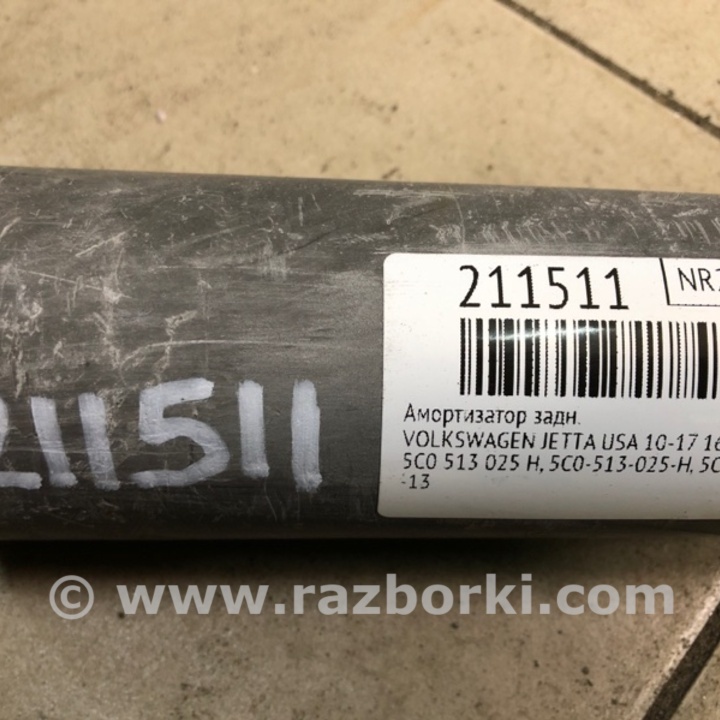 211511
NR
211511
Амортизатор задн.
VOLKSWAGEN JETTA USA 10-17 16
5C0 513 025 H, 5C0-513-025-H, 5C
-13
© www.razborki.com